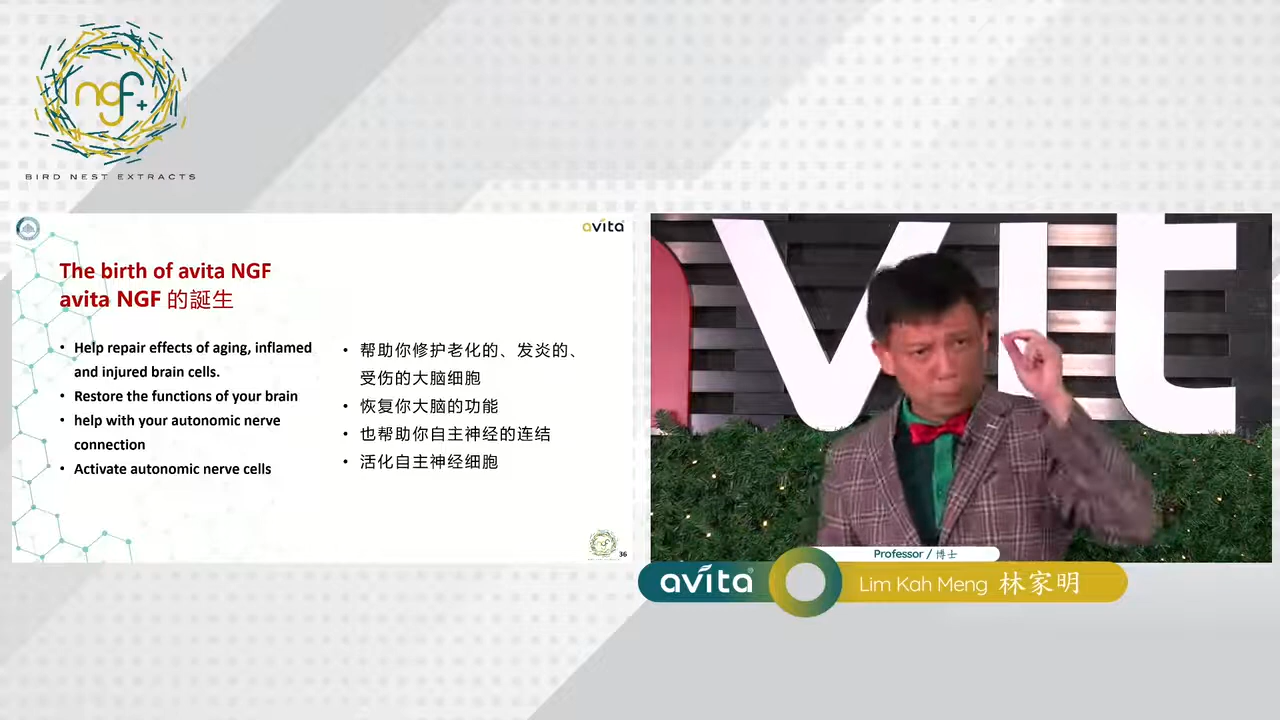 ngf+
BIRD NEST EXTRACTS
avita
The birth of avita NGF
avita NGF 的誕生
• Help repair effects of aging, inflamed
and injured brain cells.
• Restore the functions of your brain
• help with your autonomic nerve
connection
• Activate autonomic nerve cells
• 帮助你修护老化的、发炎的、
受伤的大脑细胞
• 恢复你大脑的功能
• 也帮助你自主神经的连结
• 活化自主神经细胞
36
vit
Professor / 博士
avita®
Lim Kah Meng 林家明